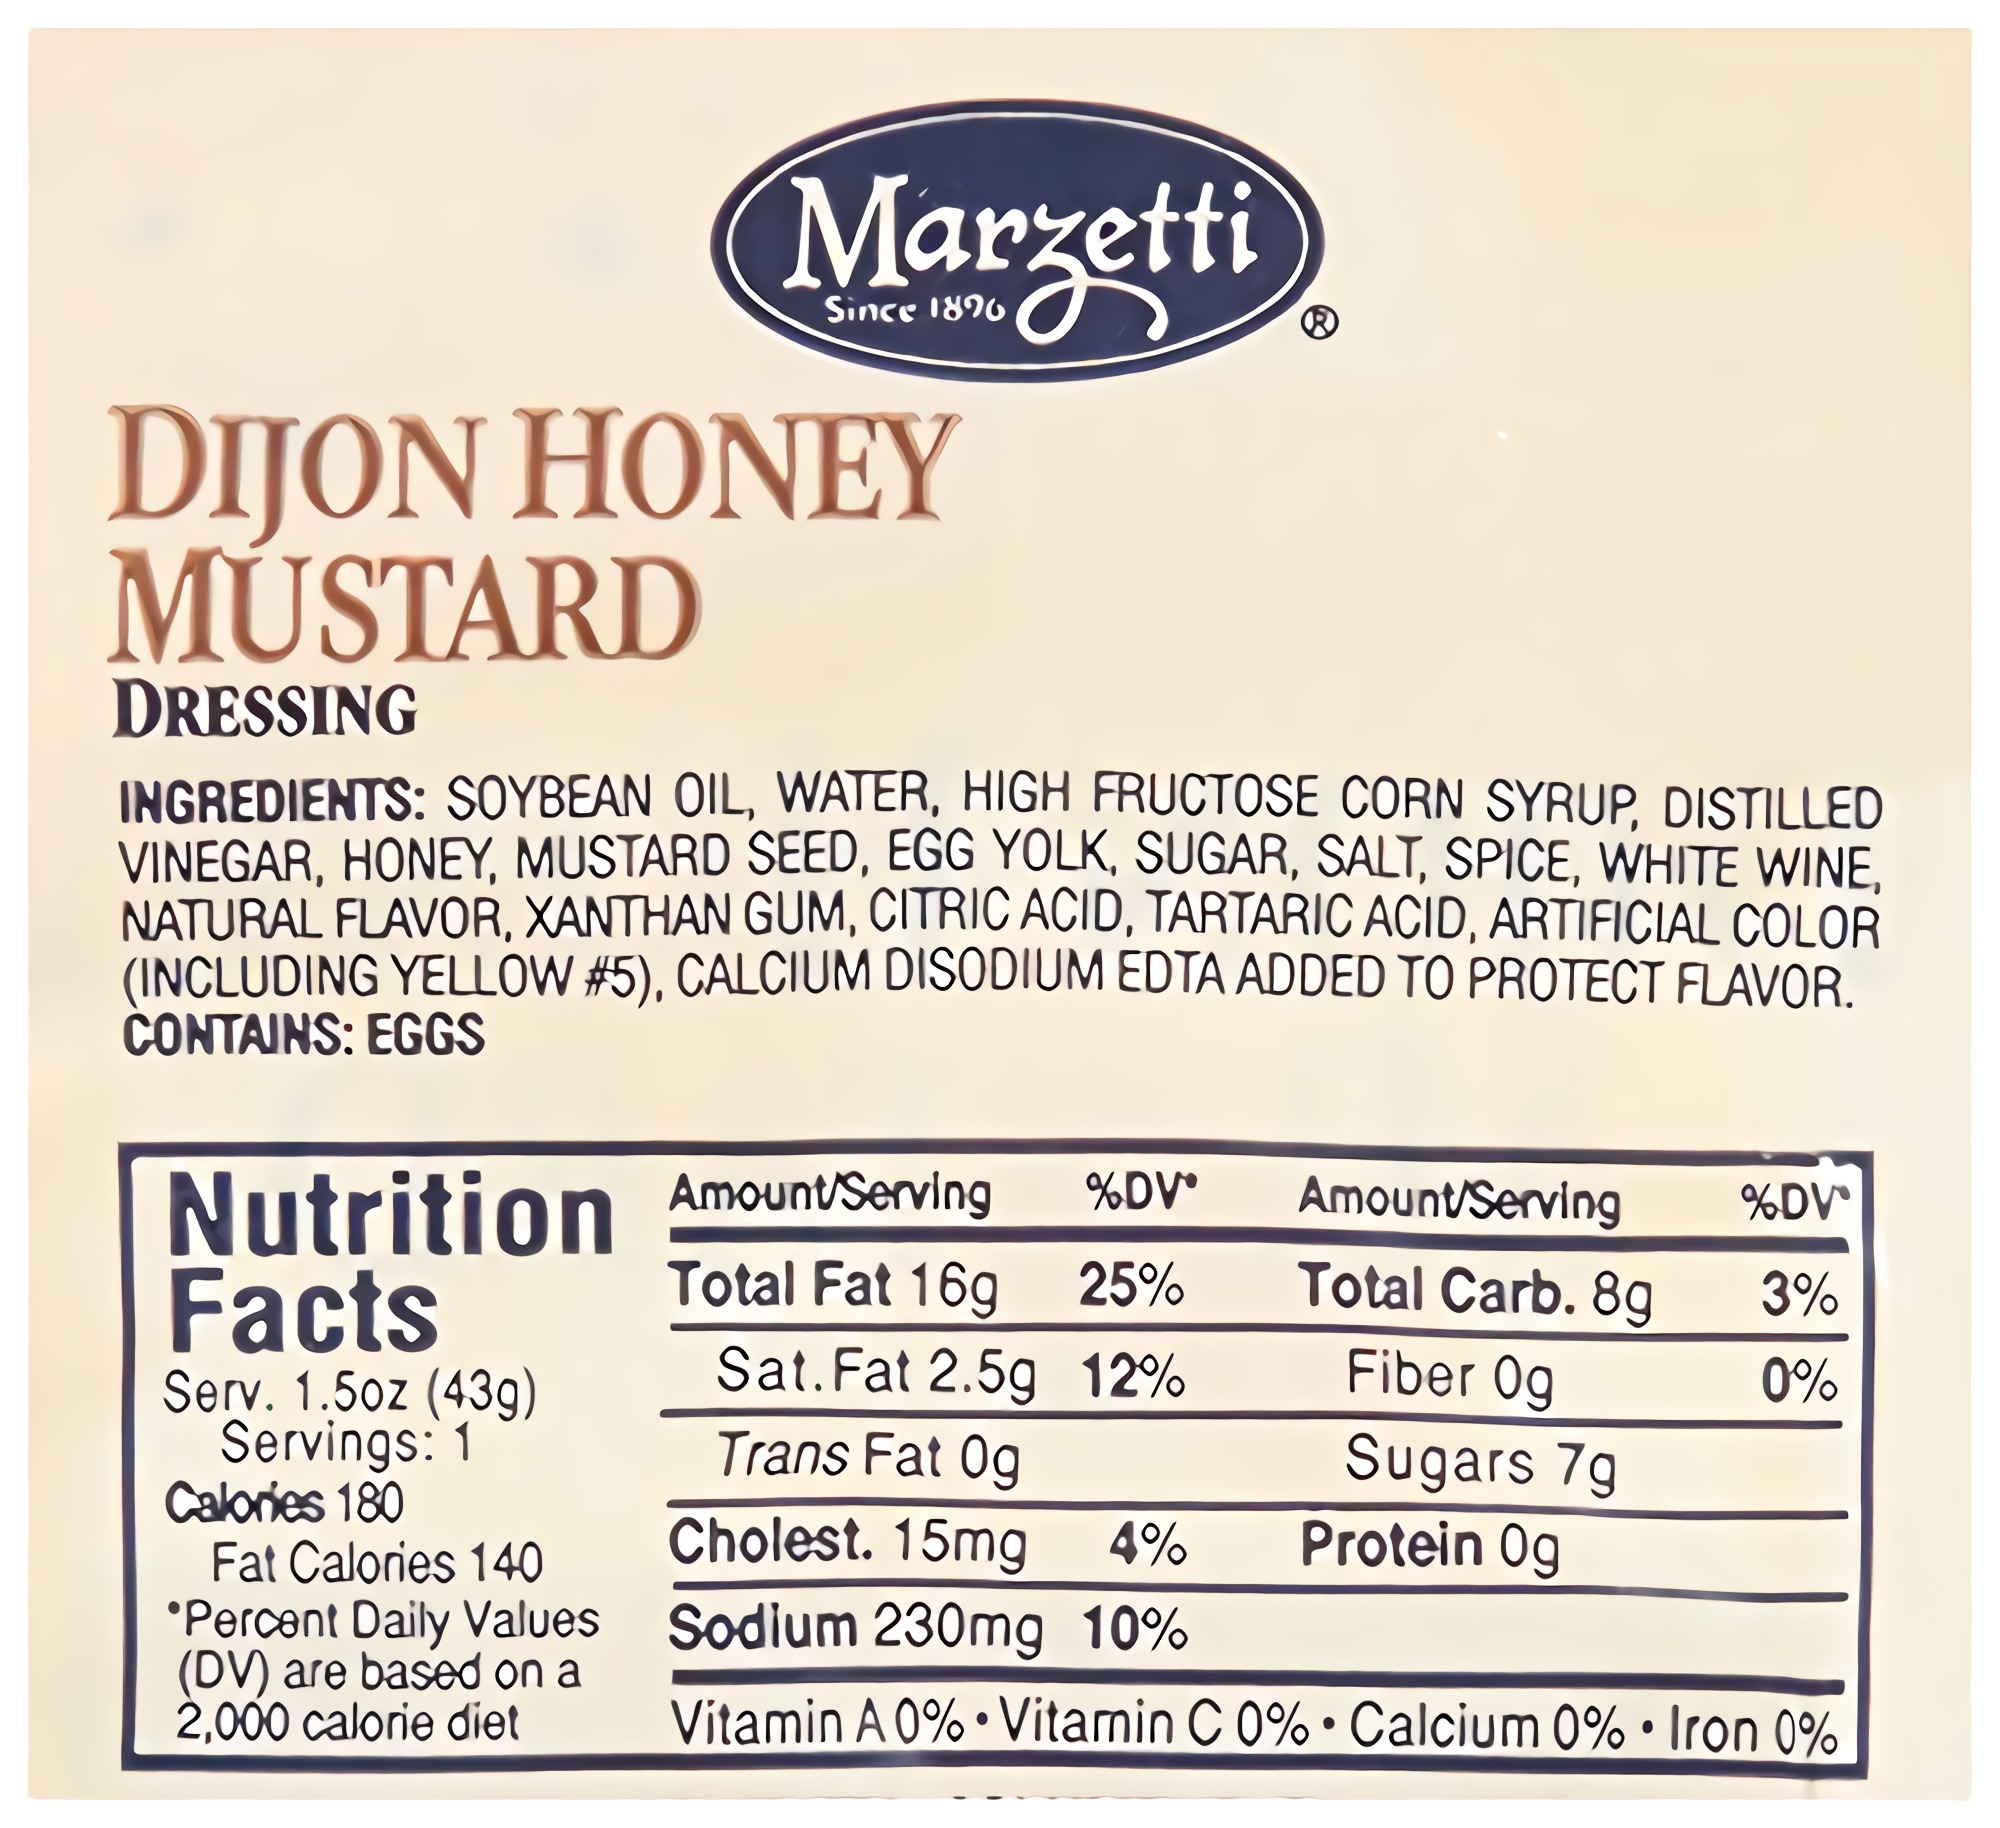 Marzetti
Since 1896
®
DIJON HONEY
MUSTARD
DRESSING
INGREDIENTS: SOYBEAN OIL, WATER, HIGH FRUCTOSE CORN SYRUP, DISTILLED
VINEGAR, HONEY, MUSTARD SEED, EGG YOLK, SUGAR, SALT, SPICE, WHITE WINE,
NATURAL FLAVOR, XANTHAN GUM, CITRIC ACID, TARTARIC ACID, ARTIFICIAL COLOR
(INCLUDING YELLOW #5), CALCIUM DISODIUM EDTA ADDED TO PROTECT FLAVOR.
CONTAINS: EGGS
Nutrition
Facts
Serv. 1.5oz (43g)
Servings: 1
Calories 180
Fat Calories 140
*Percent Daily Values
(DV) are based on a
2,000 calorie diet
Amount/Serving %DV* Amount/Serving %DV*
Total Fat 16g 25% Total Carb. 8g 3%
Sat. Fat 2.5g 12% Fiber 0g 0%
Trans Fat 0g Sugars 7g
Cholest. 15mg 4% Protein 0g
Sodium 230mg 10%
Vitamin A 0% • Vitamin C 0% • Calcium 0% • Iron 0%